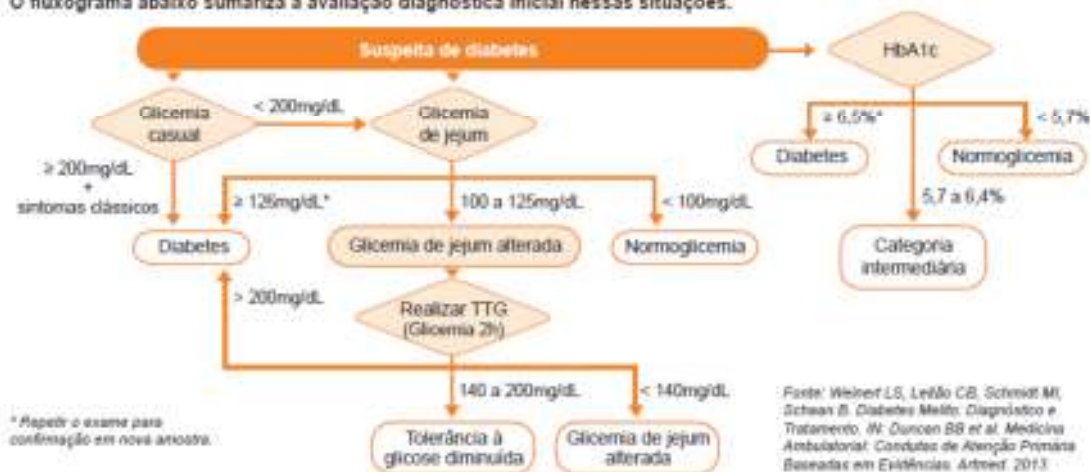 O fluxograma abaixo sumariza a avaliação diagnóstica inicial nessas situações.
Suspeita de diabetes
HbA1c
Glicemia
casual
< 200mg/dL
Glicemia
de jejum
≥ 6,5%*
< 5,7%
Diabetes
Normoglicemia
≥ 200mg/dL
+
sintomas clássicos
≥ 126mg/dL*
100 a 125mg/dL
< 100mg/dL
5,7 a 6,4%
Diabetes
Glicemia de jejum alterada
Normoglicemia
Categoria
intermediária
> 200mg/dL
Realizar TTG
(Glicemia 2h)
140 a 200mg/dL
< 140mg/dL
* Repetir o exame para
confirmação em nova amostra.
Tolerância à
glicose diminuída
Glicemia de jejum
alterada
Fonte: Weinert LS, Leitão CB, Schmidt MI,
Schaan B. Diabetes Melito: Diagnóstico e
Tratamento. IN: Duncan BB et al. Medicina
Ambulatorial: Condutas de Atenção Primária
Baseadas em Evidências. Artmed, 2013